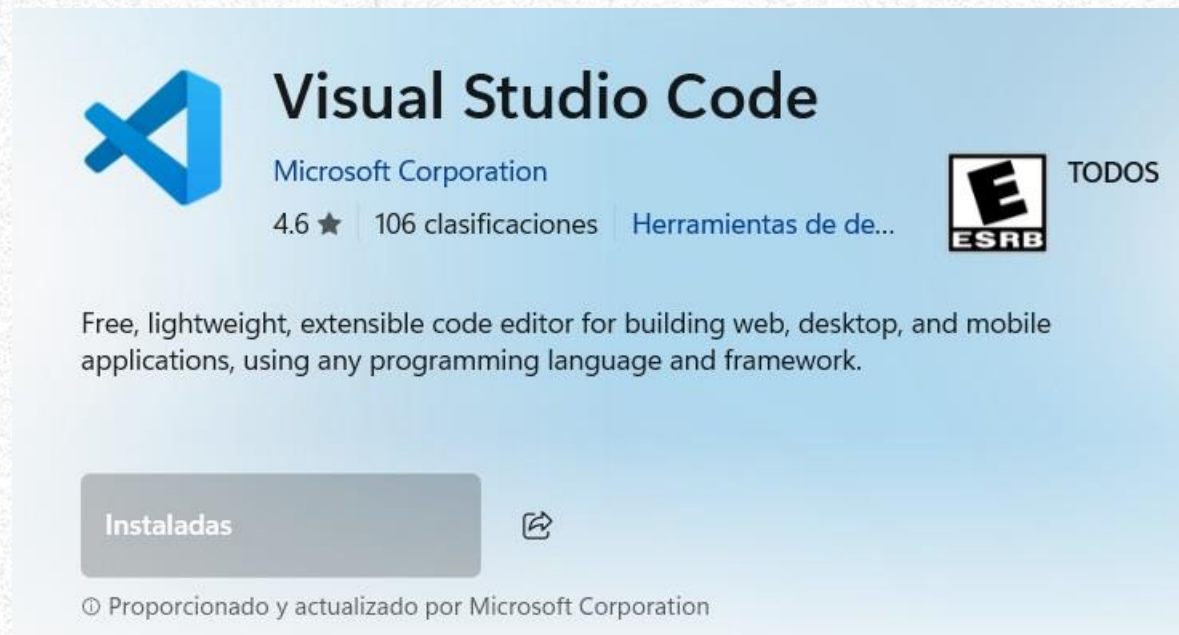 Visual Studio Code
Microsoft Corporation
4.6 ★ 106 clasificaciones Herramientas de de...
E
ESRB
TODOS
Free, lightweight, extensible code editor for building web, desktop, and mobile
applications, using any programming language and framework.
Instaladas
Proporcionado y actualizado por Microsoft Corporation